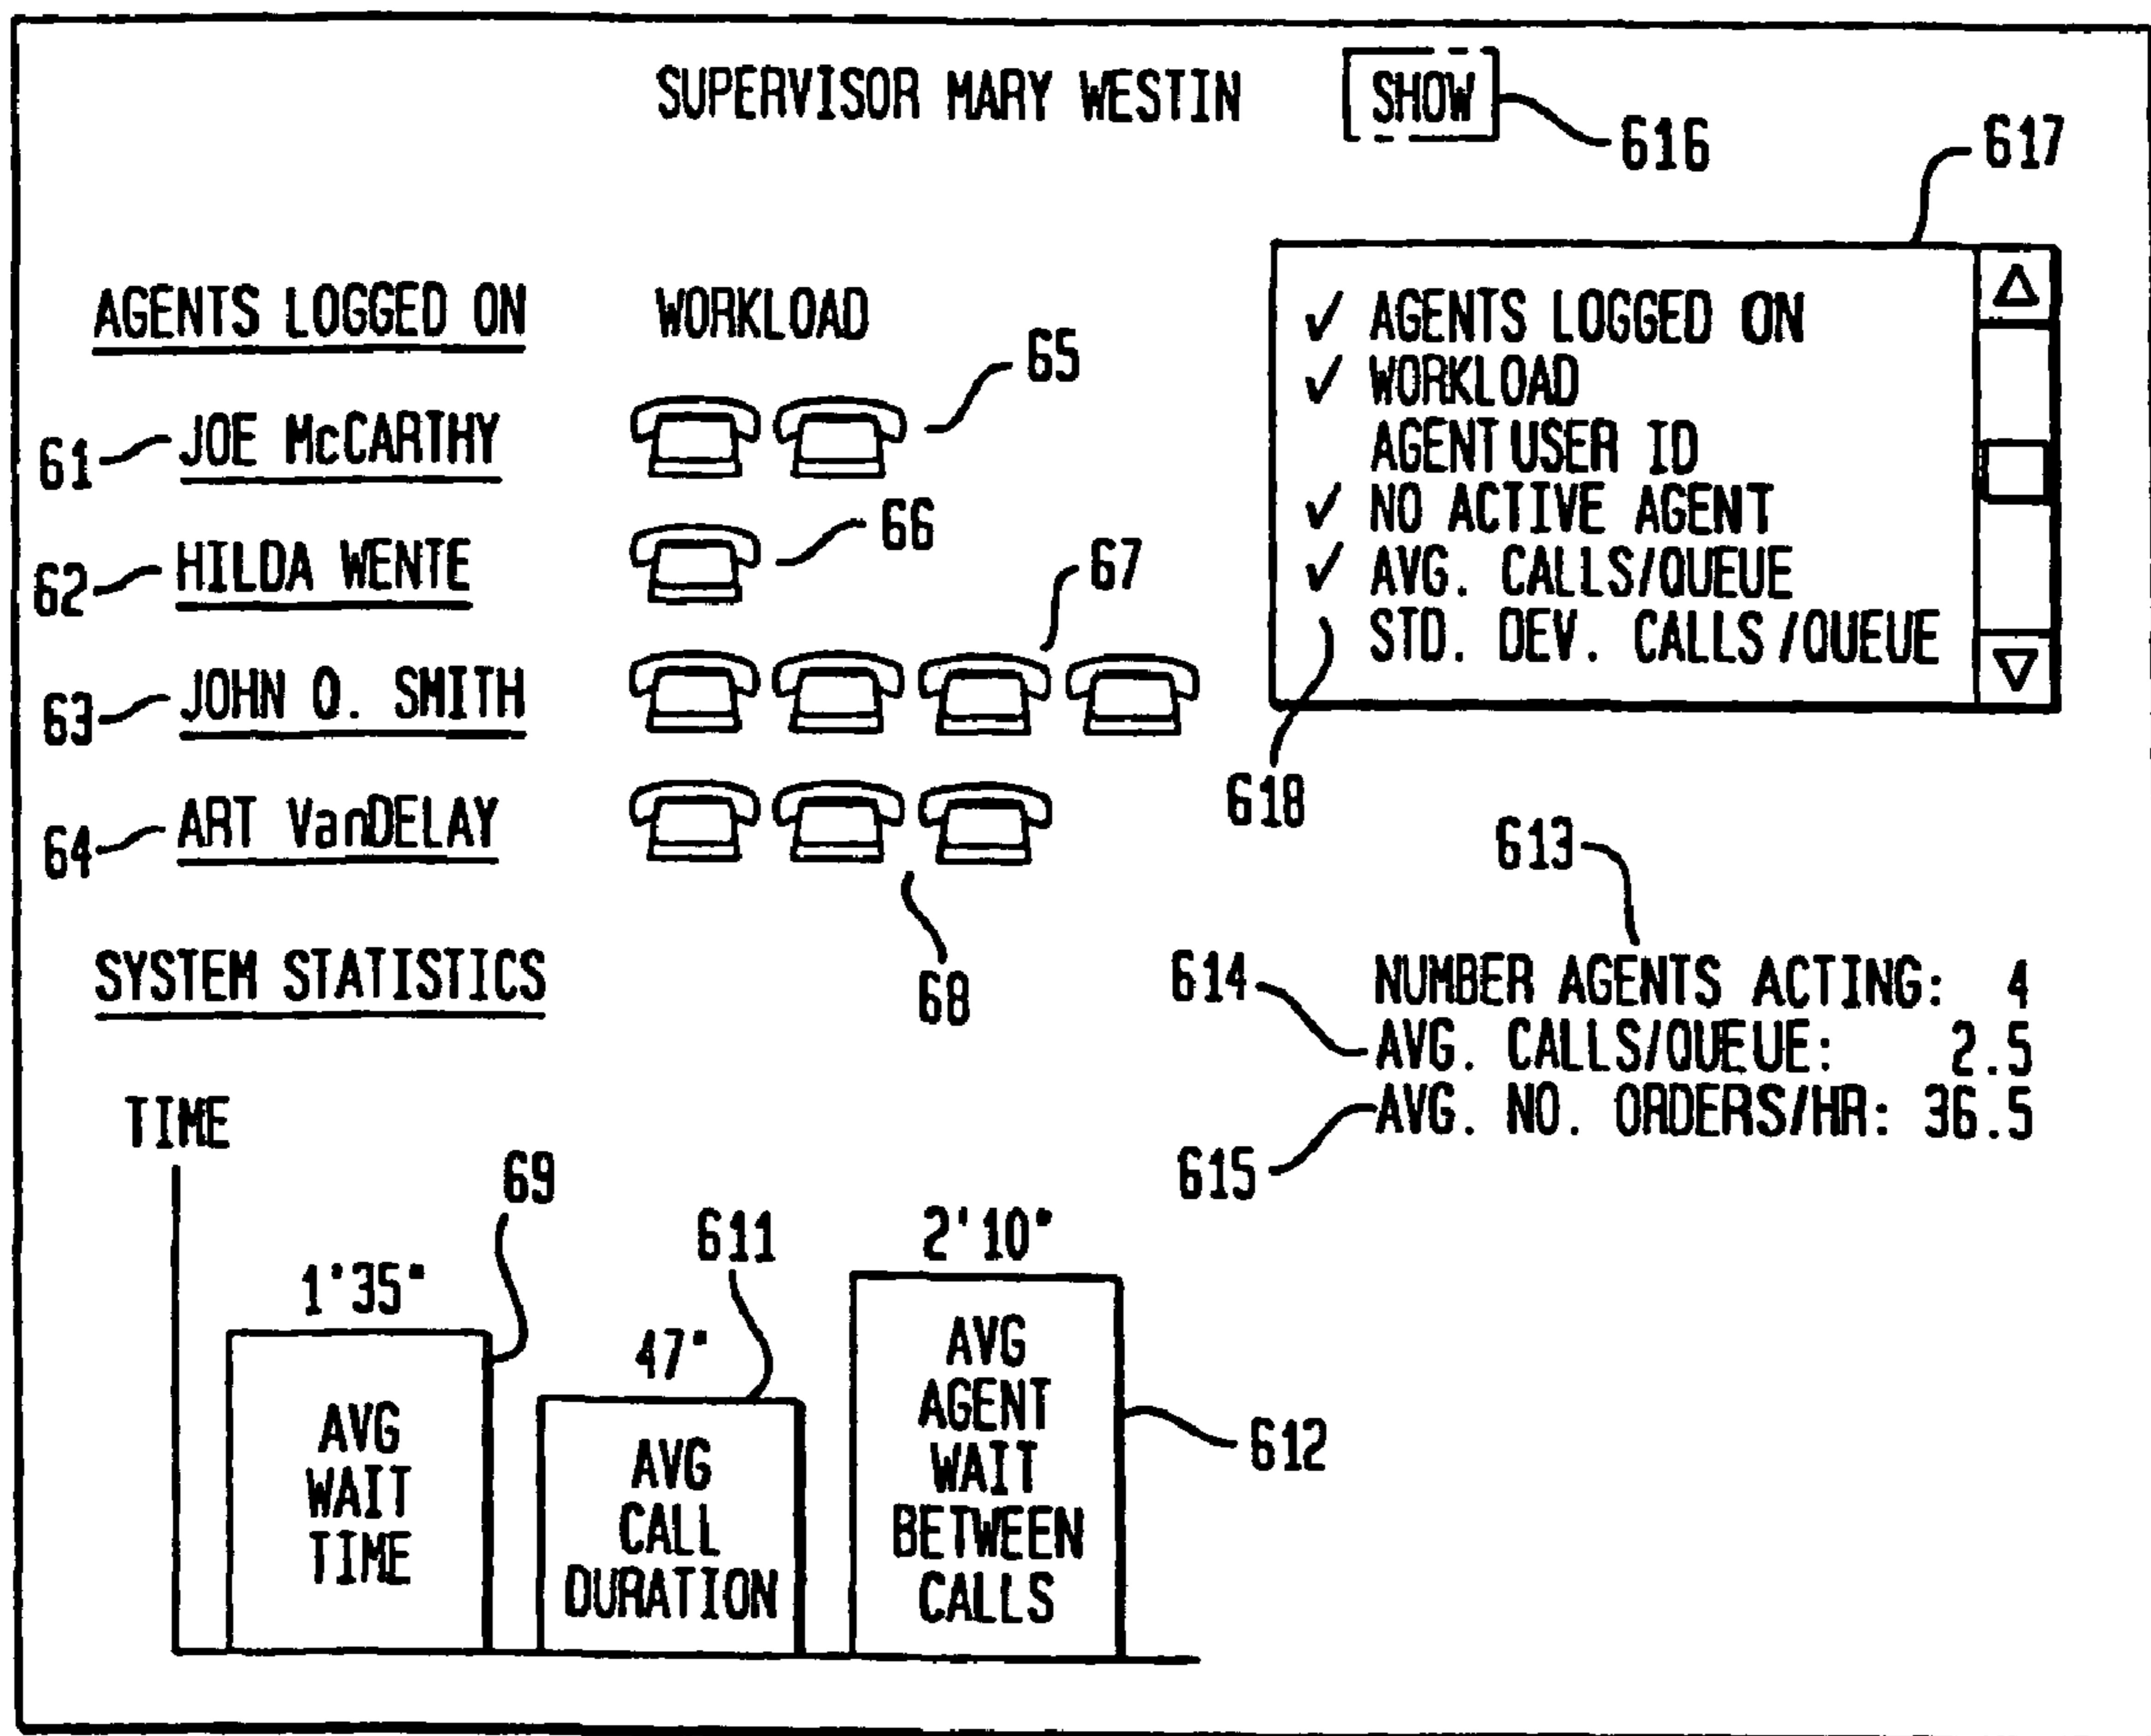 SUPERVISOR MARY WESTIN
SHOW
616
617
AGENTS LOGGED ON
WORKLOAD
65
61
JOE McCARTHY
62
HILDA WENTE
66
63
JOHN Q. SMITH
67
64
ART VanDELAY
68
✓ AGENTS LOGGED ON
✓ WORKLOAD
AGENT USER ID
✓ NO ACTIVE AGENT
✓ AVG. CALLS/QUEUE
STD. DEV. CALLS/QUEUE
618
613
SYSTEM STATISTICS
614
NUMBER AGENTS ACTING: 4
AVG. CALLS/QUEUE: 2.5
AVG. NO. ORDERS/HR: 36.5
615
TIME
69
611
1'35"
47"
2'10"
AVG
WAIT
TIME
AVG
CALL
DURATION
AVG
AGENT
WAIT
BETWEEN
CALLS
612